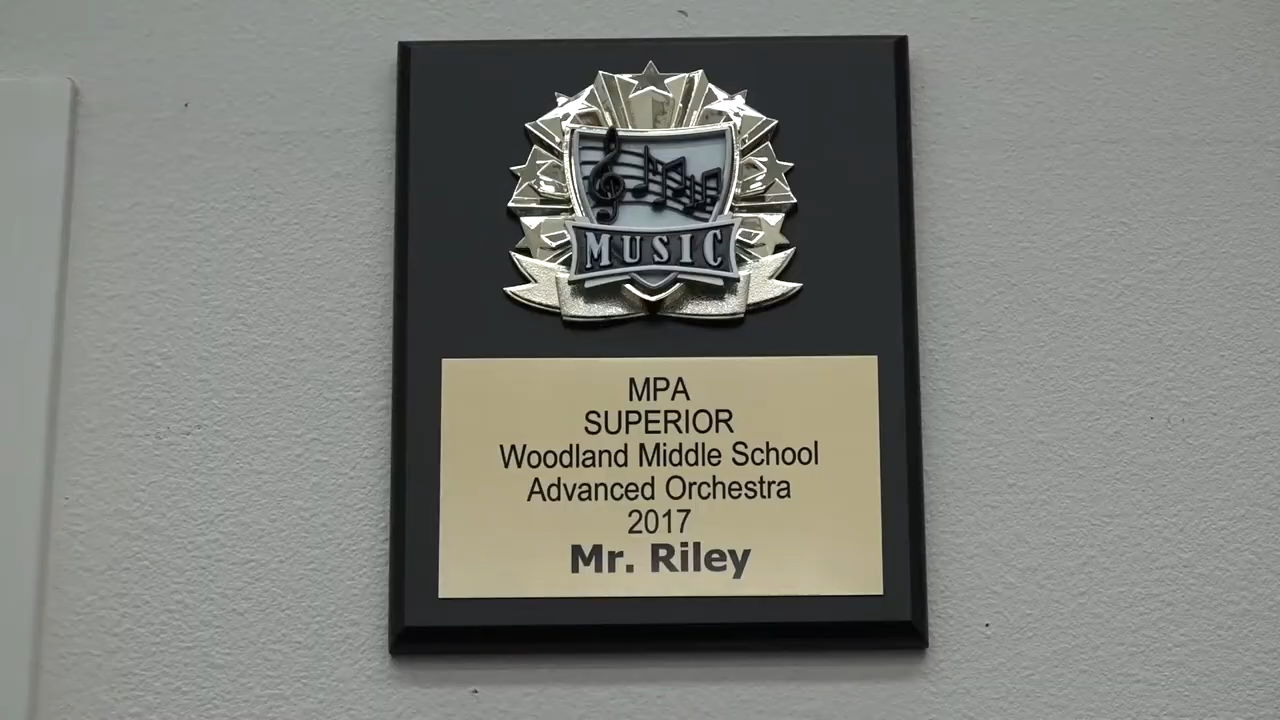 MUSIC
MPA
SUPERIOR
Woodland Middle School
Advanced Orchestra
2017
Mr. Riley